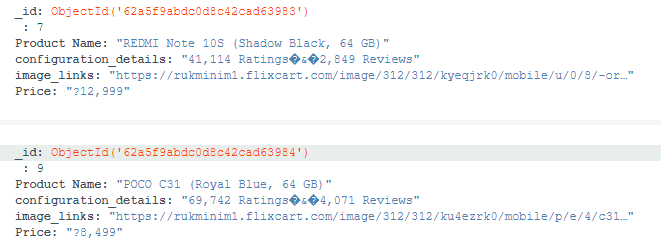 _id: ObjectId('62a5f9abdc0d8c42cad63983')
: 7
Product Name: "REDMI Note 10S (Shadow Black, 64 GB)"
configuration_details: "41,114 Ratings�&�2,849 Reviews"
image_links: "https://rukminim1.flixcart.com/image/312/312/kyeqjrk0/mobile/u/0/8/-or…"
Price: "?12,999"
_id: ObjectId('62a5f9abdc0d8c42cad63984')
: 9
Product Name: "POCO C31 (Royal Blue, 64 GB)"
configuration_details: "69,742 Ratings�&�4,071 Reviews"
image_links: "https://rukminim1.flixcart.com/image/312/312/ku4ezrk0/mobile/p/e/4/c31…"
Price: "?8,499"